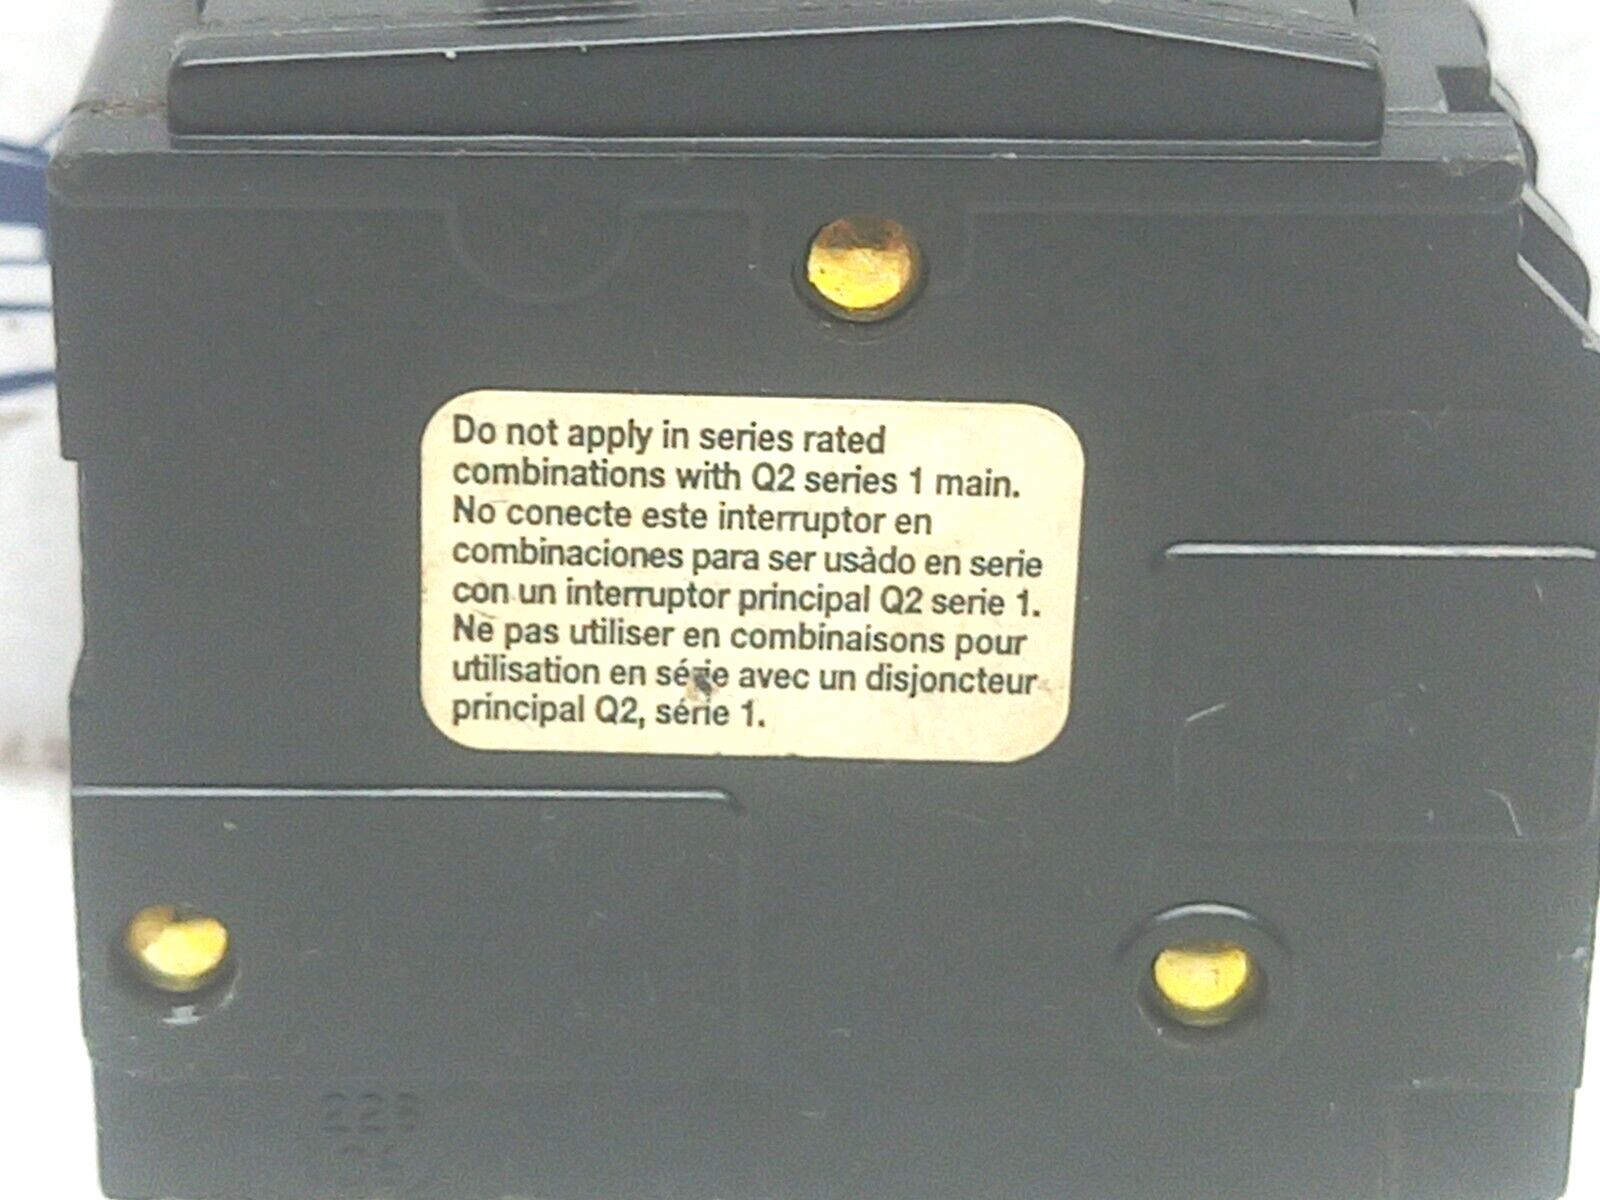 Do not apply in series rated
combinations with Q2 series 1 main.
No conecte este interruptor en
combinaciones para ser usàdo en serie
con un interruptor principal Q2 serie 1.
Ne pas utiliser en combinaisons pour
utilisation en série avec un disjoncteur
principal Q2, série 1.